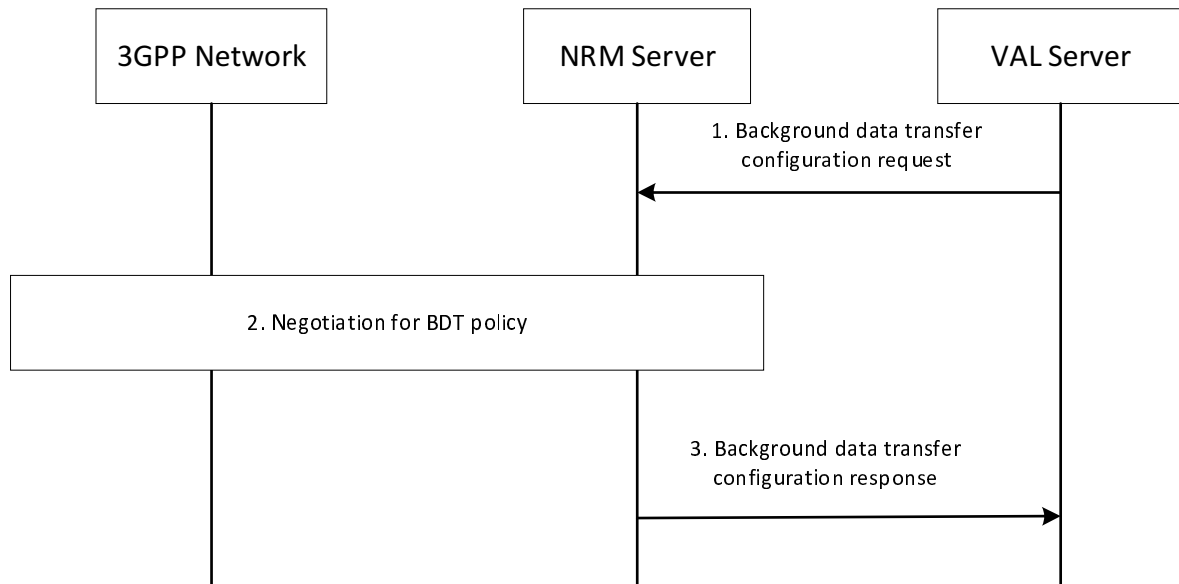 3GPP Network
NRM Server
VAL Server
1. Background data transfer
configuration request
2. Negotiation for BDT policy
3. Background data transfer
configuration response